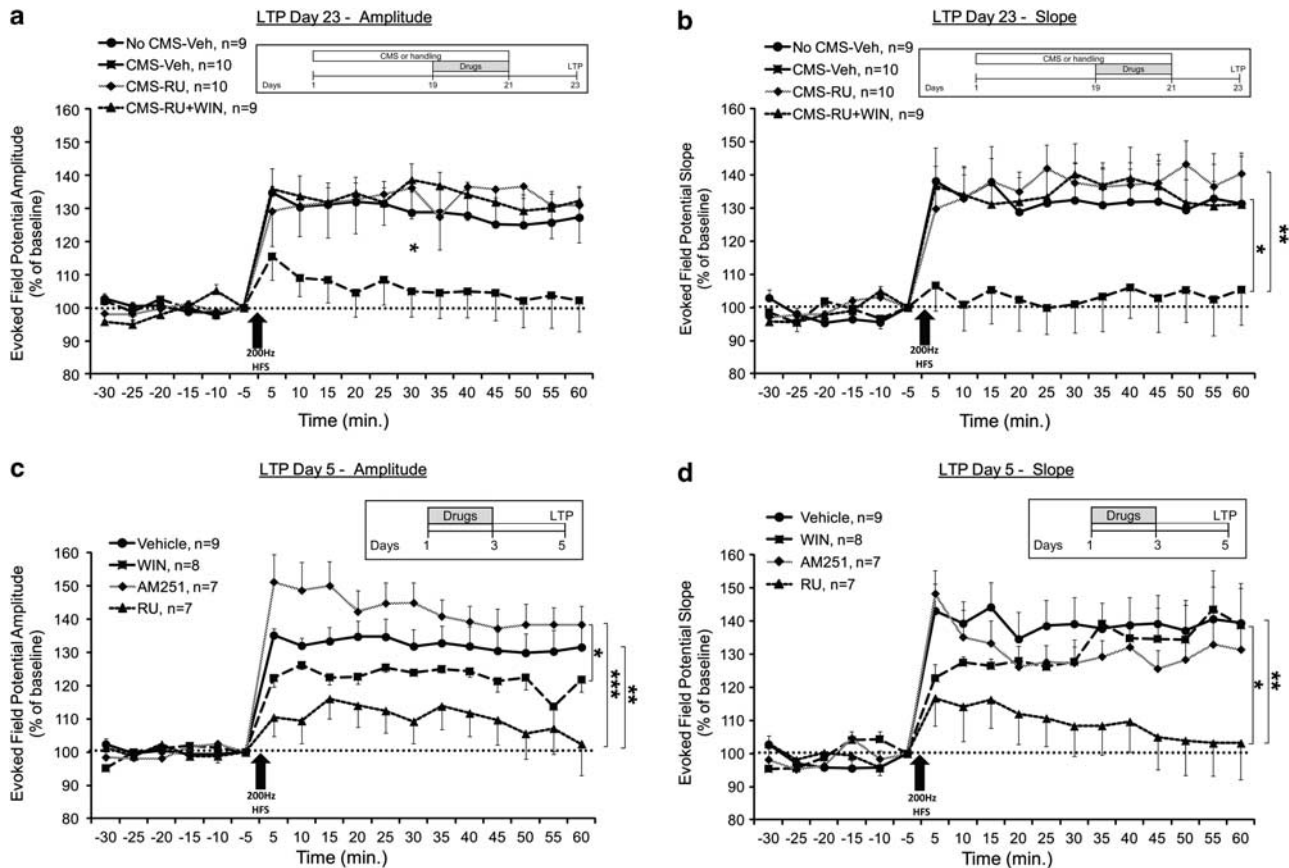 a
LTP Day 23 - Amplitude
No CMS-Veh, n=9
CMS-Veh, n=10
CMS-RU, n=10
CMS-RU+WIN, n=9
CMS or handling
Drugs
LTP
Days
1
19
21
23
Evoked Field Potential Amplitude
(% of baseline)
160
150
140
130
120
110
100
90
80
*
200Hz
HFS
-30 -25 -20 -15 -10 -5 5 10 15 20 25 30 35 40 45 50 55 60
Time (min.)
b
LTP Day 23 - Slope
No CMS-Veh, n=9
CMS-Veh, n=10
CMS-RU, n=10
CMS-RU+WIN, n=9
CMS or handling
Drugs
LTP
Days
1
19
21
23
Evoked Field Potential Slope
(% of baseline)
160
150
140
130
120
110
100
90
80
*
**
200Hz
HFS
-30 -25 -20 -15 -10 -5 5 10 15 20 25 30 35 40 45 50 55 60
Time (min.)
c
LTP Day 5 - Amplitude
Vehicle, n=9
WIN, n=8
AM251, n=7
RU, n=7
Drugs
LTP
Days
1
3
5
Evoked Field Potential Amplitude
(% of baseline)
160
150
140
130
120
110
100
90
80
*
***
**
200Hz
HFS
-30 -25 -20 -15 -10 -5 5 10 15 20 25 30 35 40 45 50 55 60
Time (min.)
d
LTP Day 5 - Slope
Vehicle, n=9
WIN, n=8
AM251, n=7
RU, n=7
Drugs
LTP
Days
1
3
5
Evoked Field Potential Slope
(% of baseline)
160
150
140
130
120
110
100
90
80
*
**
200Hz
HFS
-30 -25 -20 -15 -10 -5 5 10 15 20 25 30 35 40 45 50 55 60
Time (min.)